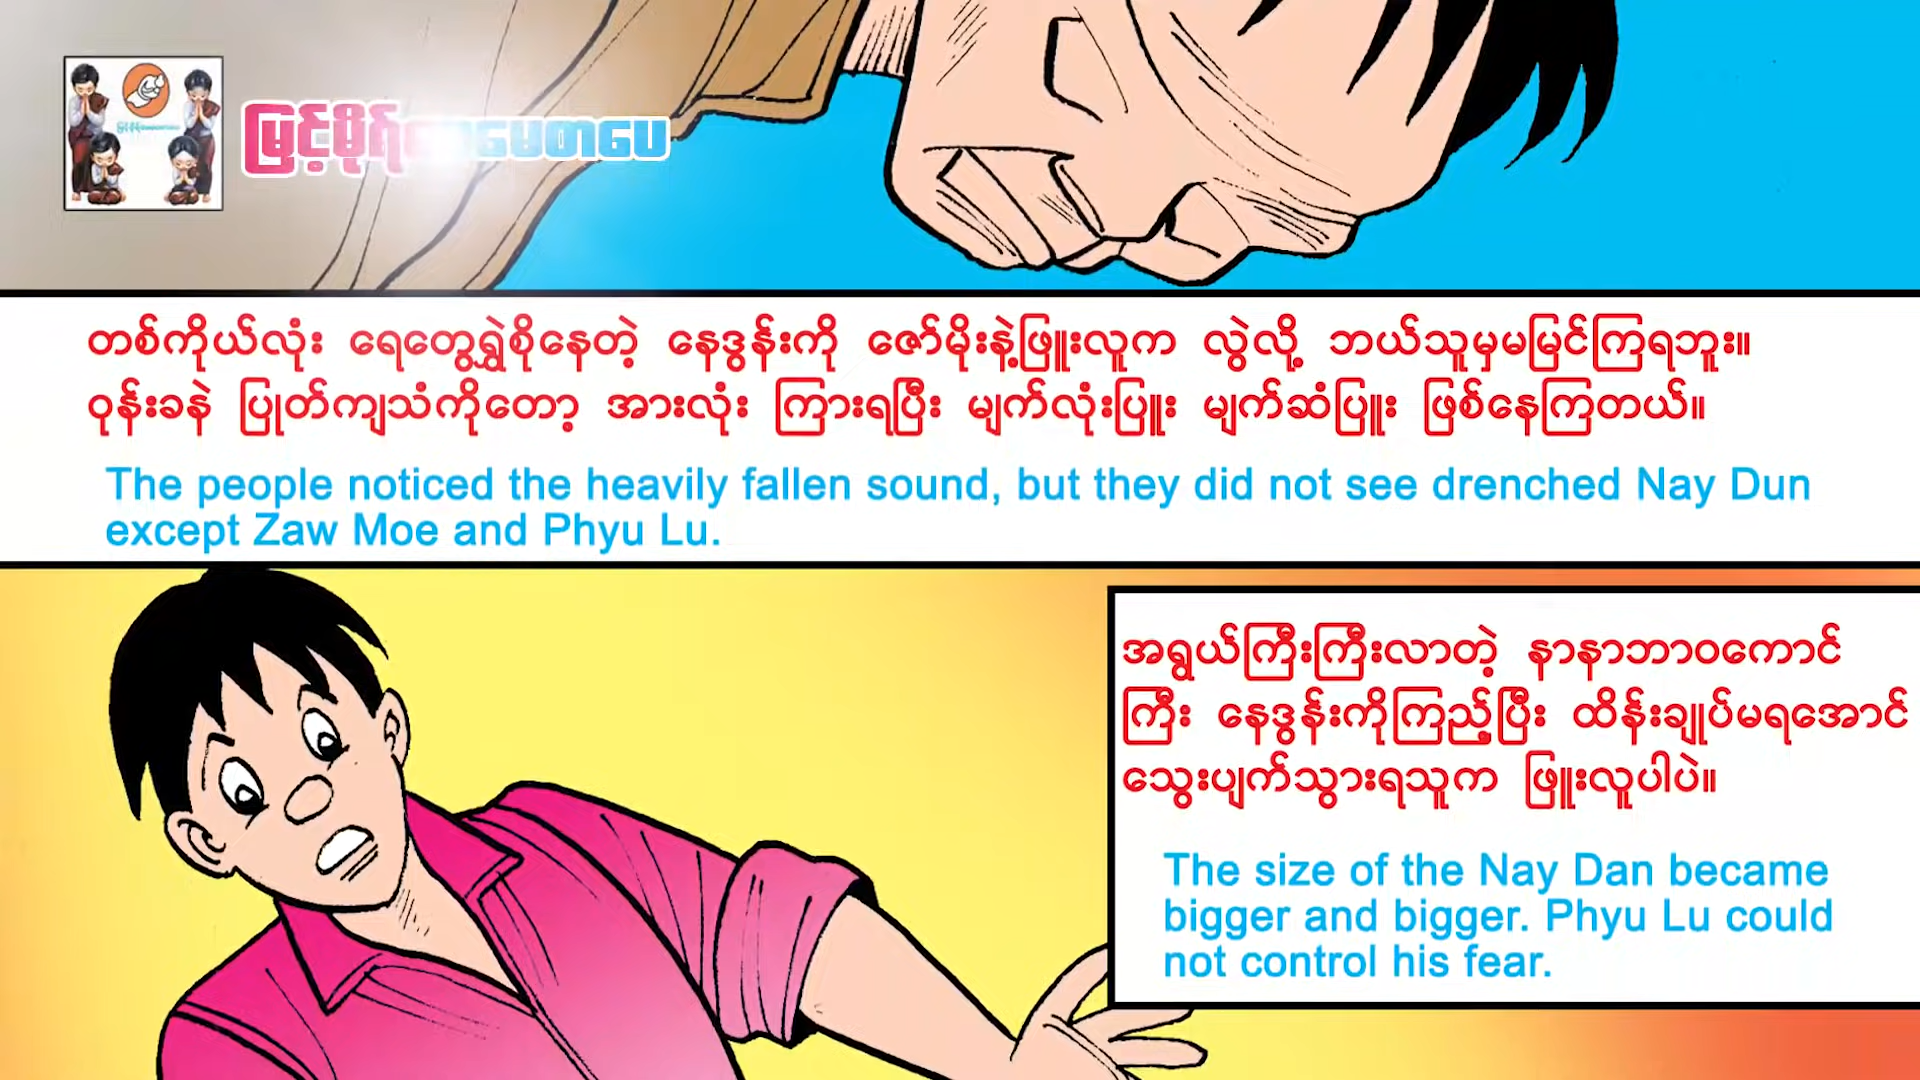 မြင့်မိုရ်
မေတာပေ
တစ်ကိုယ်လုံး ရေတွေရွှဲစိုနေတဲ့ နေဒွန်းကို ဇော်မိုးနဲ့ဖြူးလူက လွဲလို့ ဘယ်သူမှမမြင်ကြရဘူး။
ဝုန်းခနဲ ပြုတ်ကျသံကိုတော့ အားလုံး ကြားရပြီး မျက်လုံးပြူး မျက်ဆံပြူး ဖြစ်နေကြတယ်။
The people noticed the heavily fallen sound, but they did not see drenched Nay Dun
except Zaw Moe and Phyu Lu.
အရွယ်ကြီးကြီးလာတဲ့ နာနာဘာဝကောင်
ကြီး နေဒွန်းကိုကြည့်ပြီး ထိန်းချုပ်မရအောင်
သွေးပျက်သွားရသူက ဖြူးလူပါပဲ။
The size of the Nay Dan became
bigger and bigger. Phyu Lu could
not control his fear.